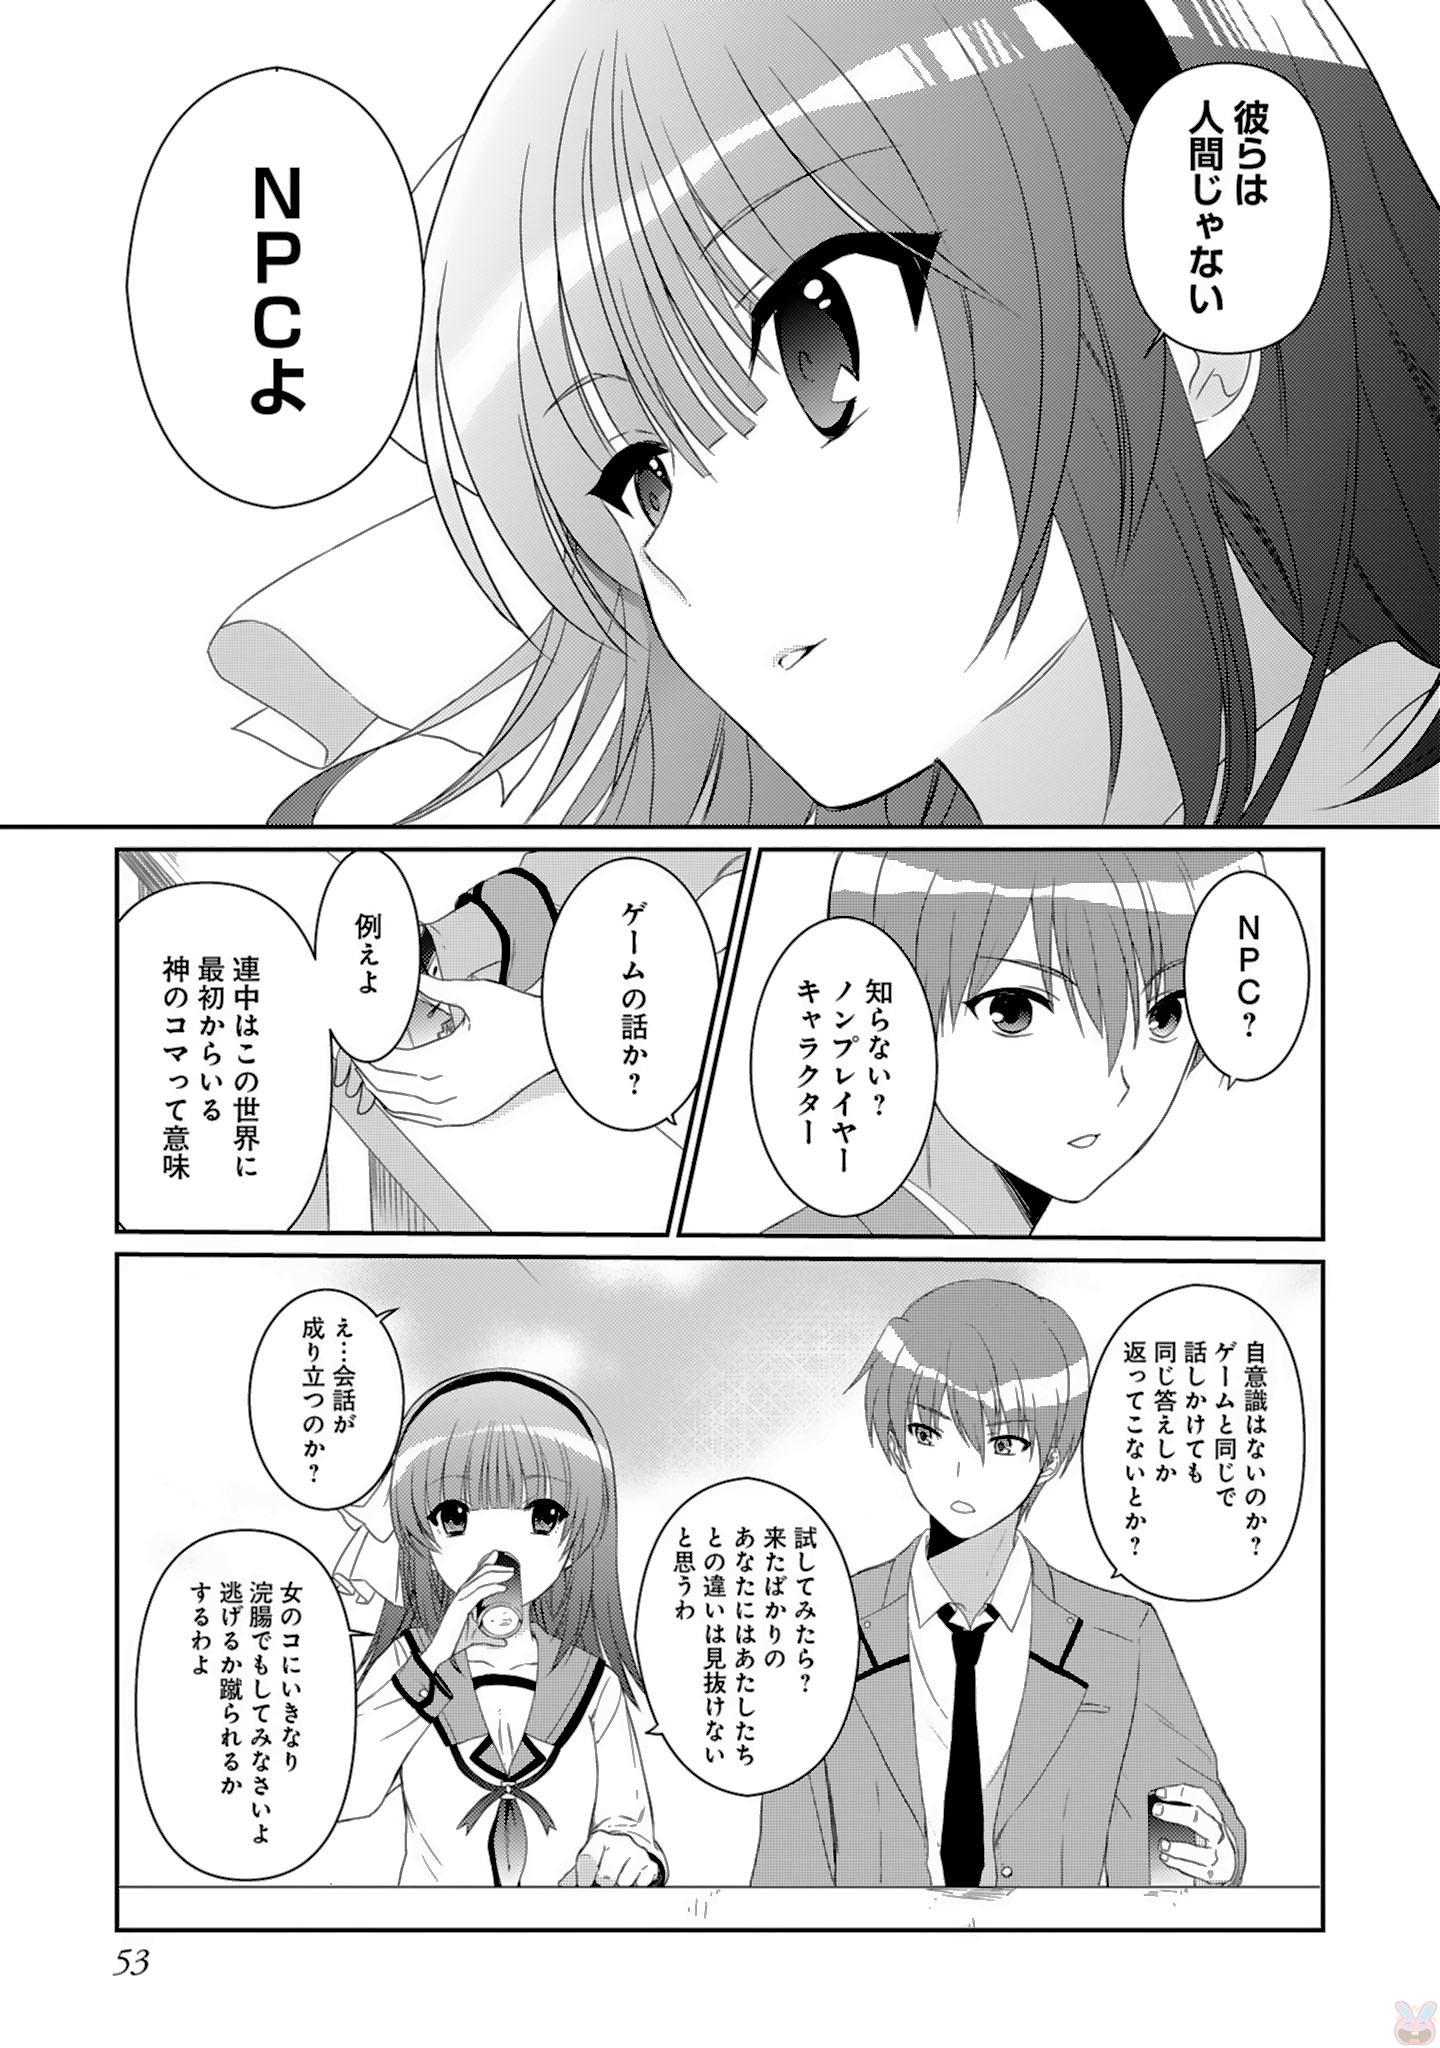 彼らは
人間じゃない
NPCよ
NPC?
知らない?
ノンプレイヤー
キャラクター
ゲームの話か?
例えよ
連中はこの世界に
最初からいる
神のコマって意味
自意識はないのか?
ゲームと同じで
話しかけても
同じ答えしか
返ってこないとか?
試してみたら?
来たばかりの
あなたにはあたしたち
との違いは見抜けない
と思うわ
え…会話が
成り立つのか?
女のコにいきなり
浣腸でもしてみなさいよ
逃げるか蹴られるか
するわよ
53